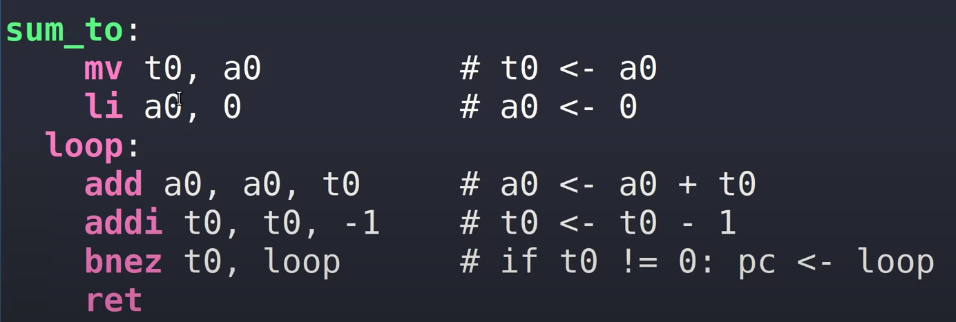 sum_to:
mv t0, a0 # t0 <- a0
li a0, 0 # a0 <- 0
loop:
add a0, a0, t0 # a0 <- a0 + t0
addi t0, t0, -1 # t0 <- t0 - 1
bnez t0, loop # if t0 != 0: pc <- loop
ret